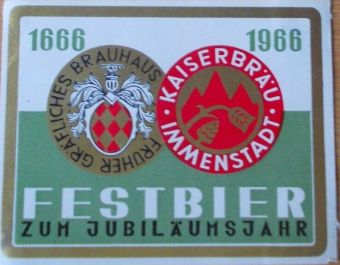 1666 1966
FRÜHER GRÄFLICHES BRAUHAUS
· KAISERBRÄU · IMMENSTADT
FESTBIER
ZUM JUBILÄUMSJAHR